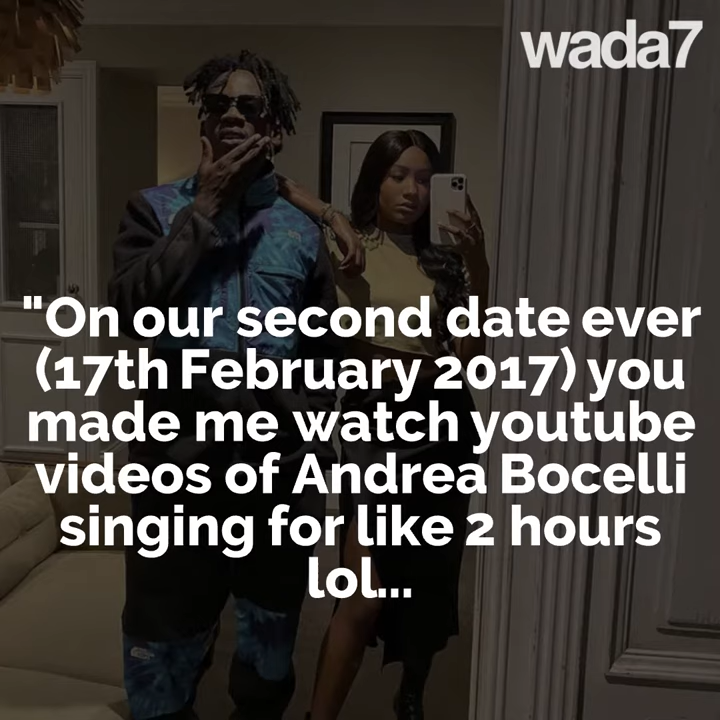 wada7
"On our second date ever
(17th February 2017) you
made me watch youtube
videos of Andrea Bocelli
singing for like 2 hours
lol...